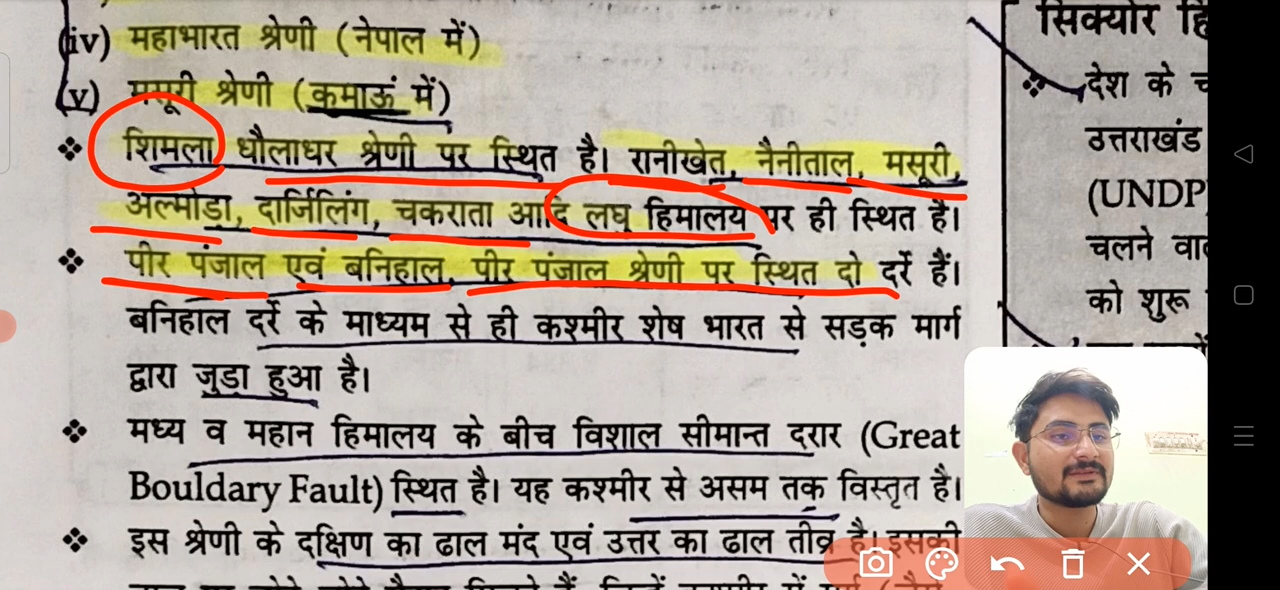 (iv) महाभारत श्रेणी (नेपाल में)
(v) मसूरी श्रेणी (कुमाऊं में)
❖ शिमला धौलाधर श्रेणी पर स्थित है। रानीखेत, नैनीताल, मसूरी,
अल्मोड़ा, दार्जिलिंग, चकराता आदि लघु हिमालय पर ही स्थित है।
❖ पीर पंजाल एवं बनिहाल, पीर पंजाल श्रेणी पर स्थित दो दर्रे हैं।
बनिहाल दर्रे के माध्यम से ही कश्मीर शेष भारत से सड़क मार्ग
द्वारा जुड़ा हुआ है।
❖ मध्य व महान हिमालय के बीच विशाल सीमान्त दरार (Great
Bouldary Fault) स्थित है। यह कश्मीर से असम तक विस्तृत है।
❖ इस श्रेणी के दक्षिण का ढाल मंद एवं उत्तर का ढाल तीव्र है। इसकी
सिक्योर हि
❖ देश के च
उत्तराखंड
(UNDP)
चलने वाल
को शुरू